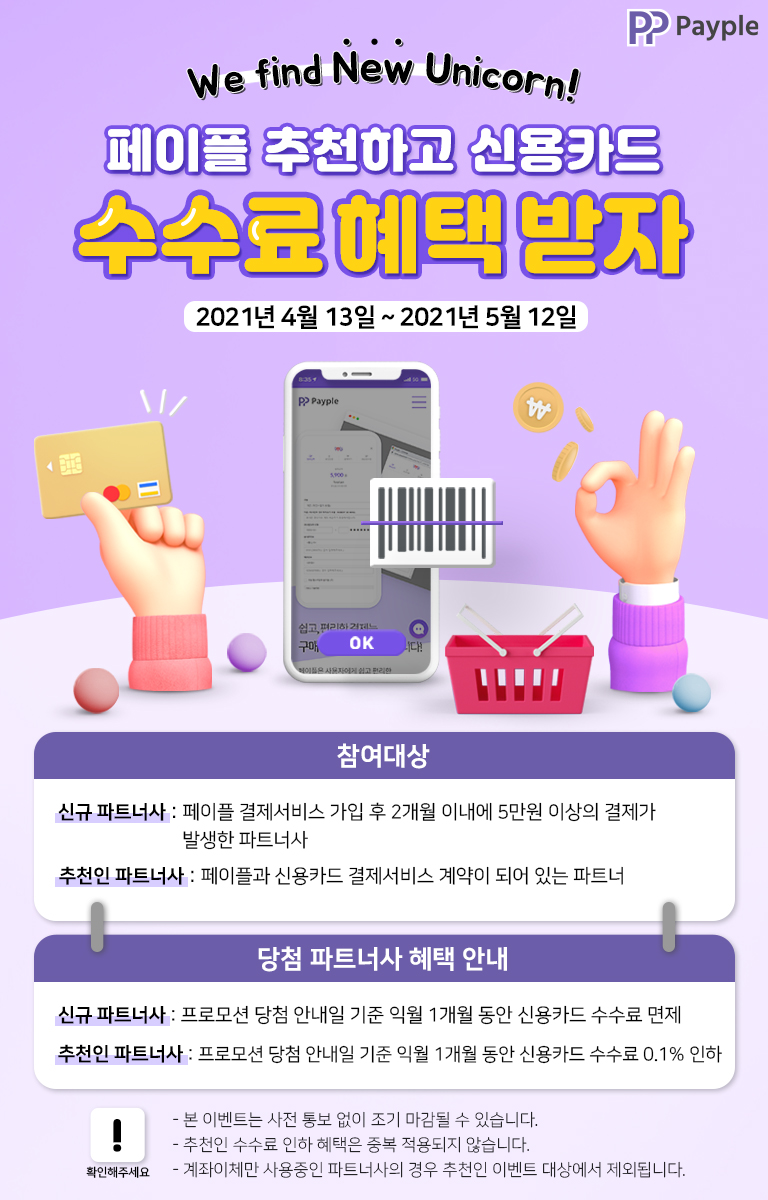 PP Payple
We find New Unicorn!
페이플 추천하고 신용카드
수수료 혜택 받자
2021년 4월 13일 ~ 2021년 5월 12일
PP Payple
5,900
쉽고, 편리한 결제는
OK
참여대상
신규 파트너사 : 페이플 결제서비스 가입 후 2개월 이내에 5만원 이상의 결제가
발생한 파트너사
추천인 파트너사 : 페이플과 신용카드 결제서비스 계약이 되어 있는 파트너
당첨 파트너사 혜택 안내
신규 파트너사 : 프로모션 당첨 안내일 기준 익월 1개월 동안 신용카드 수수료 면제
추천인 파트너사 : 프로모션 당첨 안내일 기준 익월 1개월 동안 신용카드 수수료 0.1% 인하
- 본 이벤트는 사전 통보 없이 조기 마감될 수 있습니다.
- 추천인 수수료 인하 혜택은 중복 적용되지 않습니다.
- 계좌이체만 사용중인 파트너사의 경우 추천인 이벤트 대상에서 제외됩니다.
!
확인해주세요